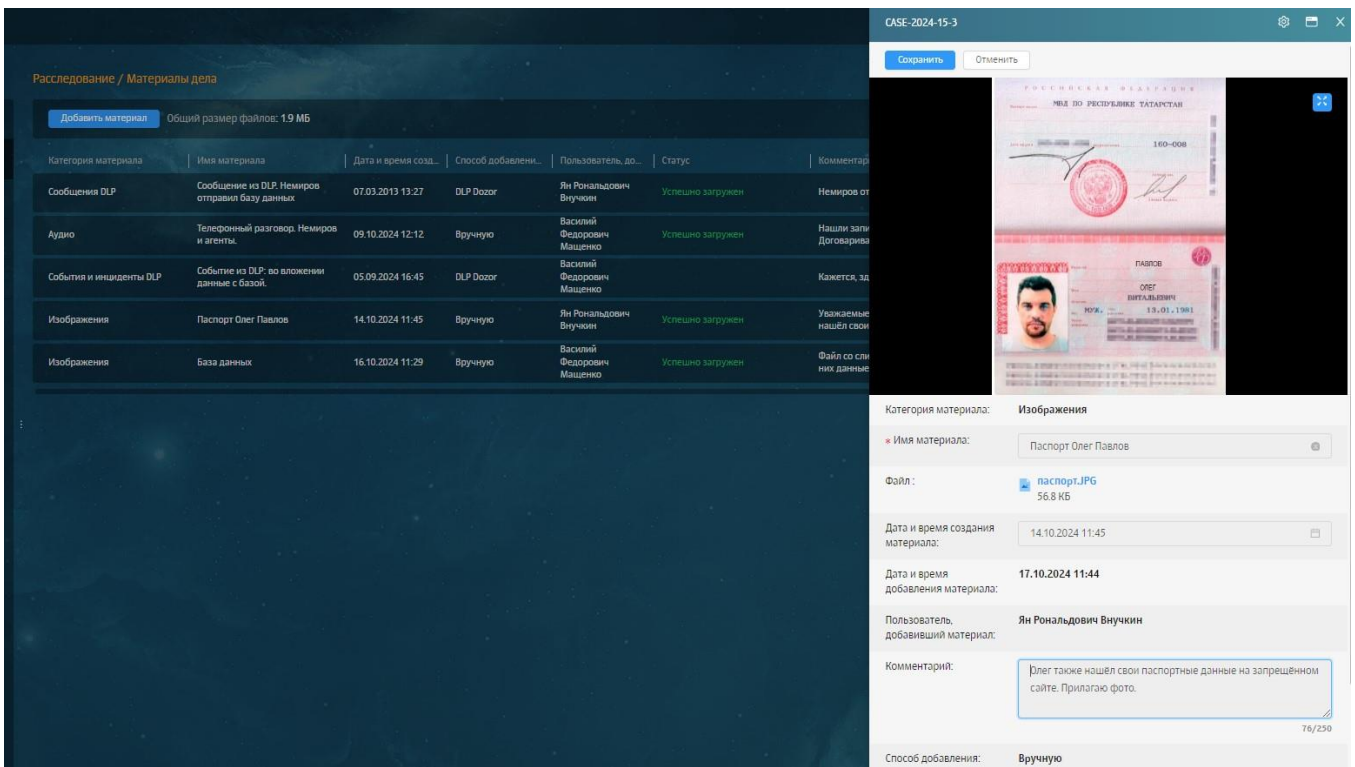 CASE-2024-15-3
Сохранить Отменить
Расследование / Материалы дела
Добавить материал Общий размер файлов: 1.9 МБ
Категория материала Имя материала Дата и время созд... Способ добавлени... Пользователь, до... Статус Комментари
Сообщения DLP Сообщение из DLP. Немиров отправил базу данных 07.03.2013 13:27 DLP Dozor Ян Рональдович Внучкин Успешно загружен Немиров от
Аудио Телефонный разговор. Немиров и агенты. 09.10.2024 12:12 Вручную Василий Федорович Мащенко Успешно загружен Нашли запи Договарива
События и инциденты DLP Событие из DLP: во вложении данные с базой. 05.09.2024 16:45 DLP Dozor Василий Федорович Мащенко Кажется, зд
Изображения Паспорт Олег Павлов 14.10.2024 11:45 Вручную Ян Рональдович Внучкин Успешно загружен Уважаемые нашёл свои
Изображения База данных 16.10.2024 11:29 Вручную Василий Федорович Мащенко Успешно загружен Файл со сли них данные
РОССИЙСКАЯ ФЕДЕРАЦИЯ
МВД ПО РЕСПУБЛИКЕ ТАТАРСТАН
160-008
ПАВЛОВ
ОЛЕГ
ВИТАЛЬЕВИЧ
МУЖ. 13.01.1981
Категория материала: Изображения
* Имя материала: Паспорт Олег Павлов
Файл : паспорт.JPG
56.8 КБ
Дата и время создания материала: 14.10.2024 11:45
Дата и время добавления материала: 17.10.2024 11:44
Пользователь, добавивший материал: Ян Рональдович Внучкин
Комментарий: Олег также нашёл свои паспортные данные на запрещённом
сайте. Прилагаю фото.
76/250
Способ добавления: Вручную